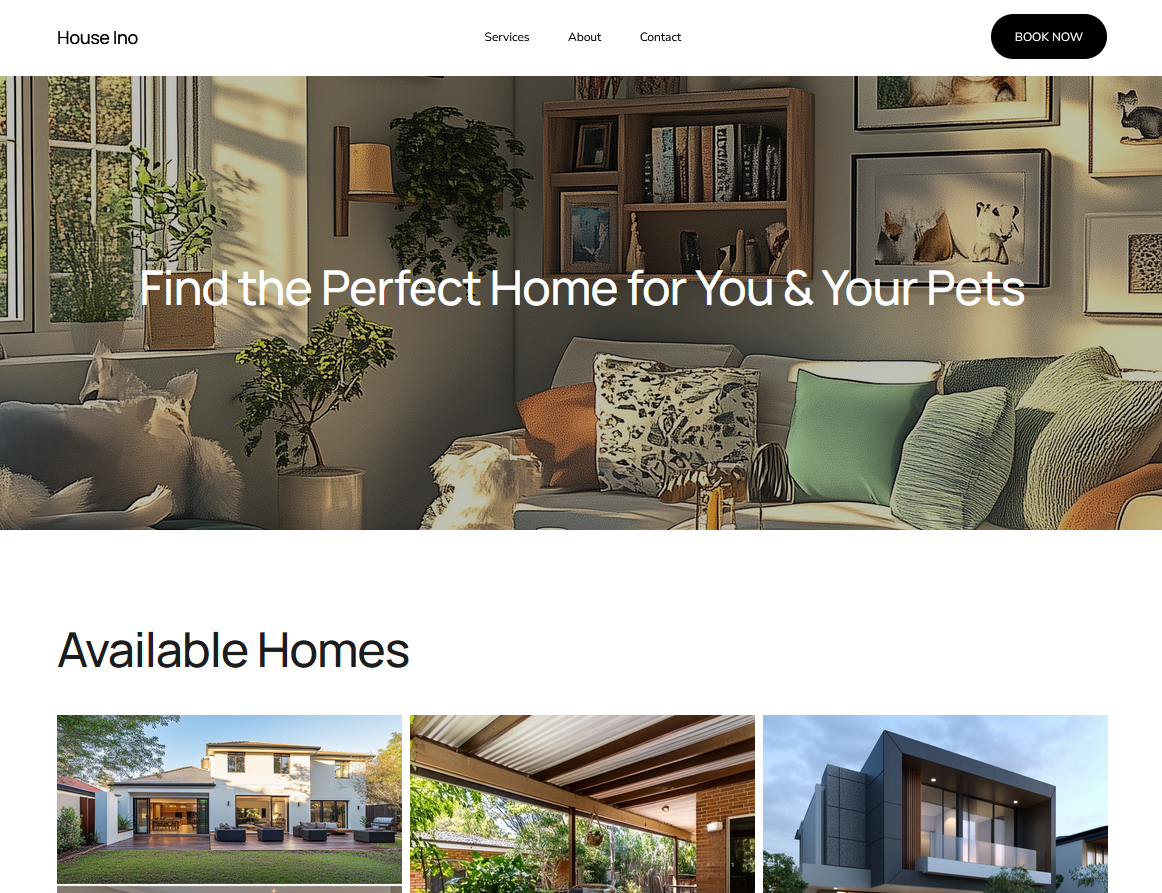 House Ino
Services
About
Contact
BOOK NOW
Find the Perfect Home for You & Your Pets
Available Homes